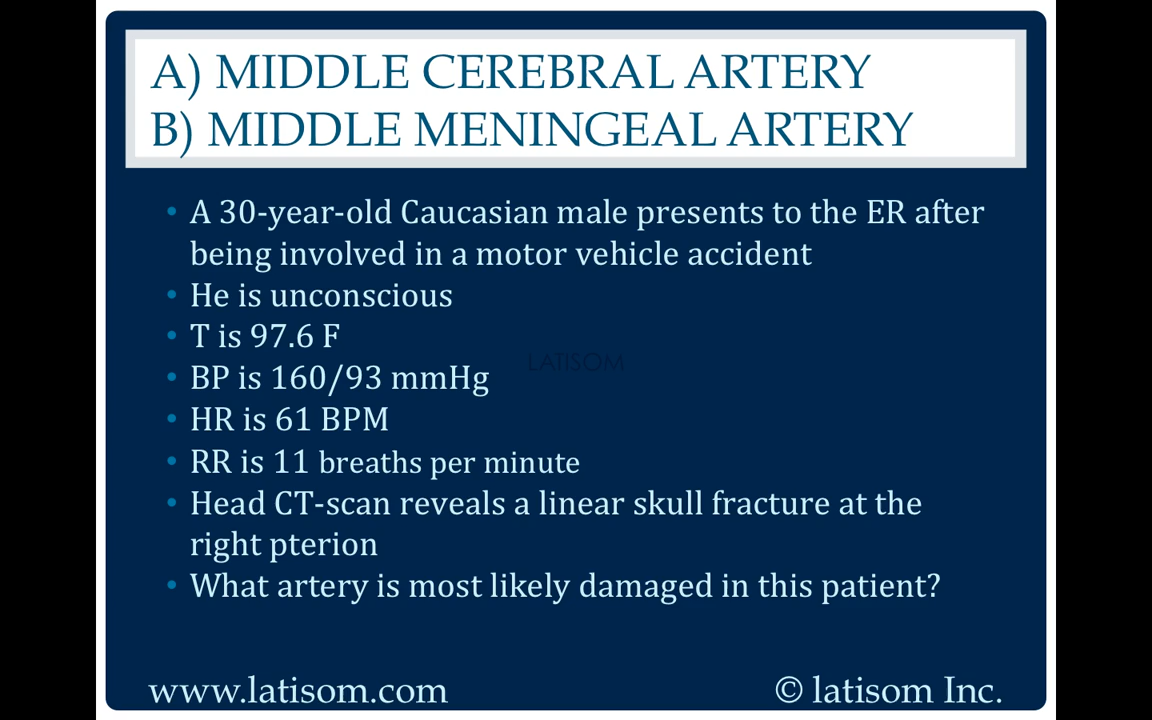 A) MIDDLE CEREBRAL ARTERY
B) MIDDLE MENINGEAL ARTERY
• A 30-year-old Caucasian male presents to the ER after
being involved in a motor vehicle accident
• He is unconscious
• T is 97.6 F
LATISOM
• BP is 160/93 mmHg
• HR is 61 BPM
• RR is 11 breaths per minute
• Head CT-scan reveals a linear skull fracture at the
right pterion
• What artery is most likely damaged in this patient?
www.latisom.com
© latisom Inc.